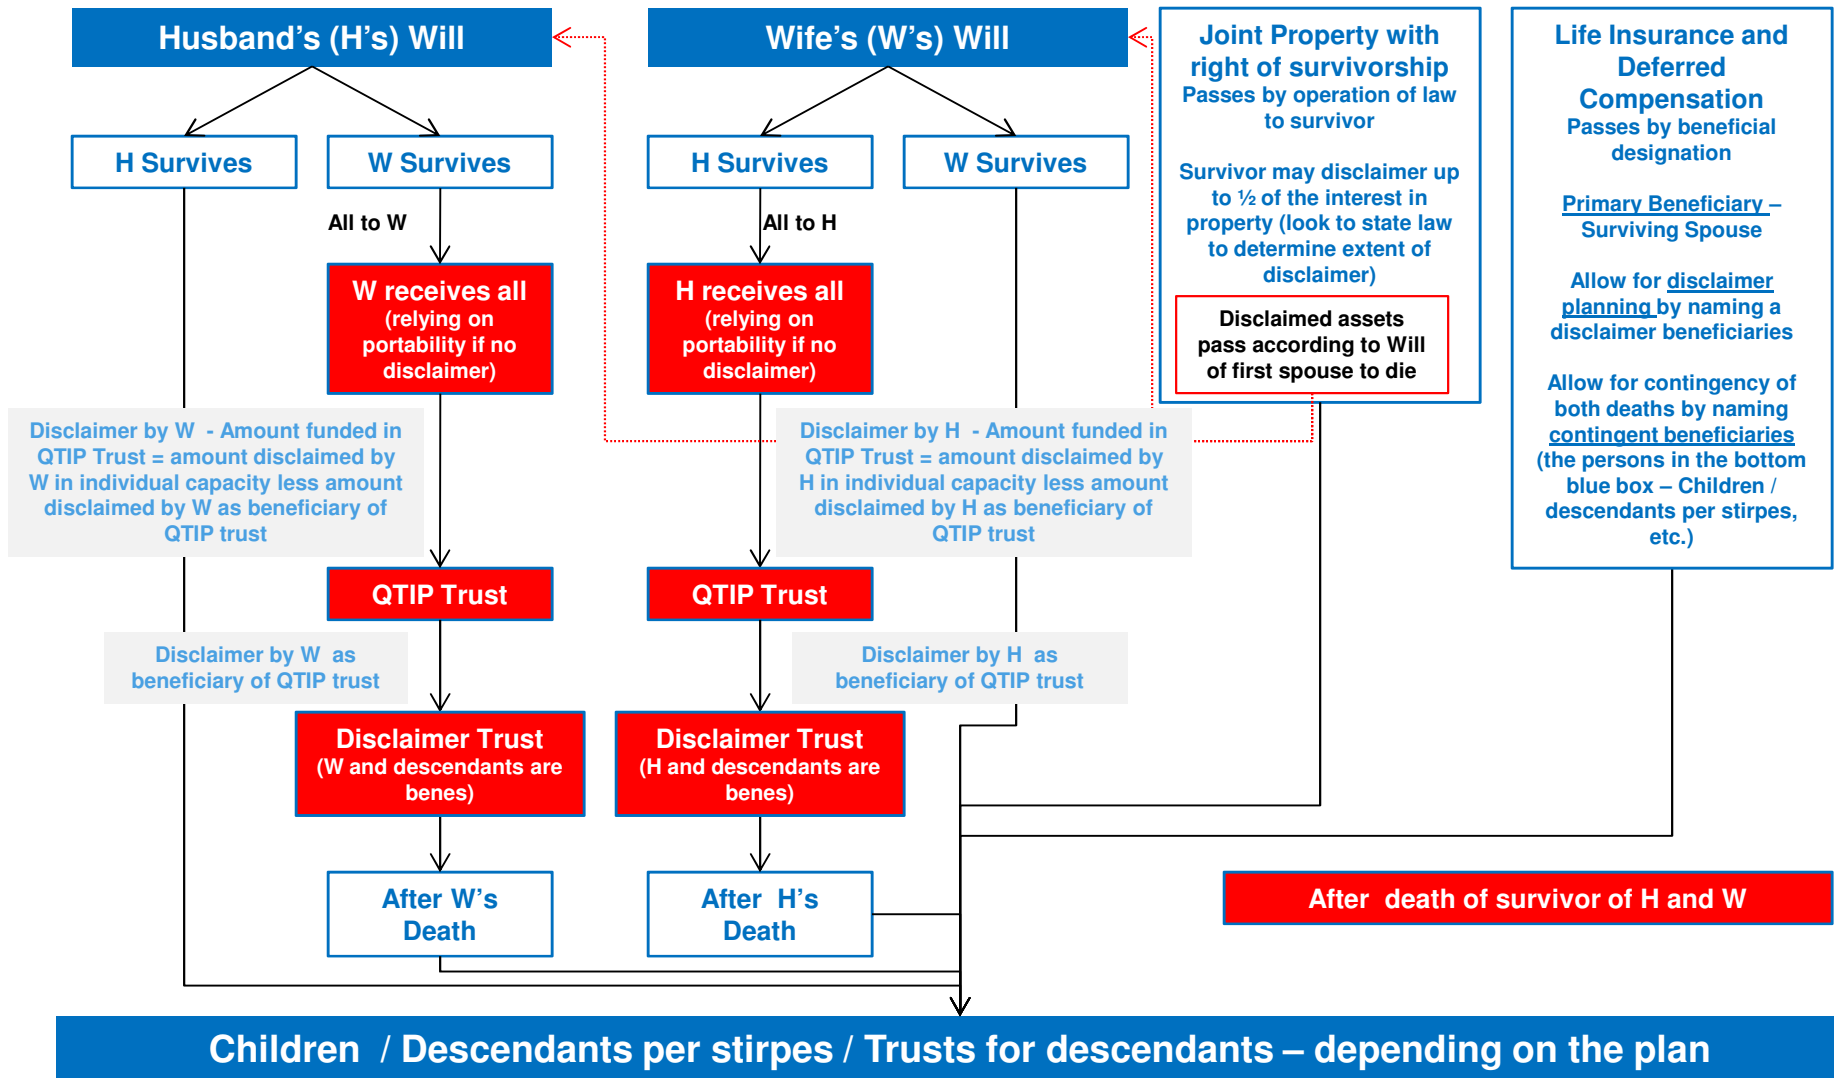 Husband's (H's) Will
Wife's (W's) Will
Joint Property with
right of survivorship
Passes by operation of law
to survivor
Survivor may disclaimer up
to ½ of the interest in
property (look to state law
to determine extent of
disclaimer)
Disclaimed assets
pass according to Will
of first spouse to die
Life Insurance and
Deferred
Compensation
Passes by beneficial
designation
Primary Beneficiary –
Surviving Spouse
Allow for disclaimer
planning by naming a
disclaimer beneficiaries
Allow for contingency of
both deaths by naming
contingent beneficiaries
(the persons in the bottom
blue box – Children /
descendants per stirpes,
etc.)
H Survives
W Survives
H Survives
W Survives
All to W
All to H
W receives all
(relying on
portability if no
disclaimer)
H receives all
(relying on
portability if no
disclaimer)
Disclaimer by W - Amount funded in
QTIP Trust = amount disclaimed by
W in individual capacity less amount
disclaimed by W as beneficiary of
QTIP trust
Disclaimer by H - Amount funded in
QTIP Trust = amount disclaimed by
H in individual capacity less amount
disclaimed by H as beneficiary of
QTIP trust
QTIP Trust
QTIP Trust
Disclaimer by W as
beneficiary of QTIP trust
Disclaimer by H as
beneficiary of QTIP trust
Disclaimer Trust
(W and descendants are
benes)
Disclaimer Trust
(H and descendants are
benes)
After W's
Death
After H's
Death
After death of survivor of H and W
Children / Descendants per stirpes / Trusts for descendants – depending on the plan